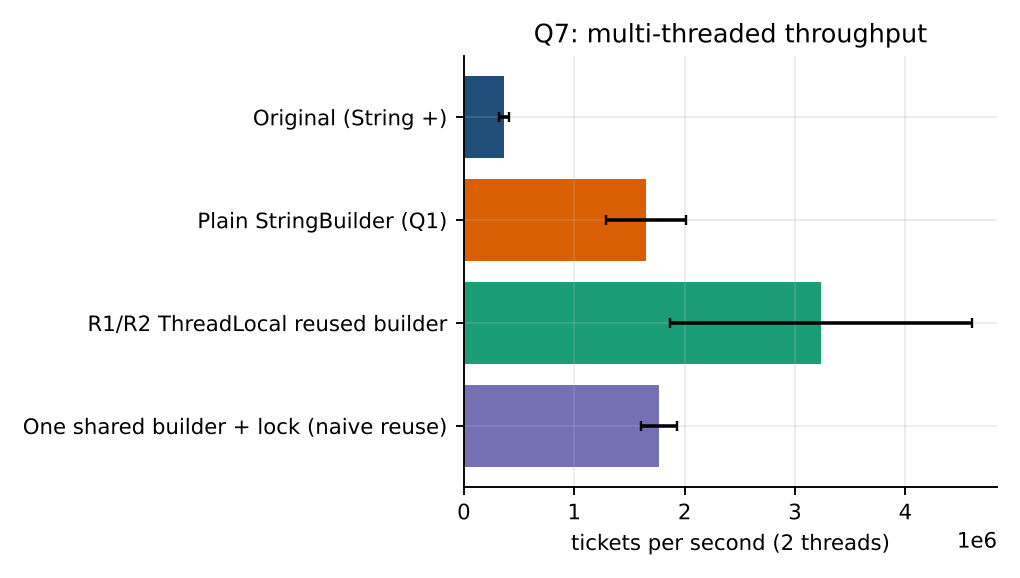 Q7: multi-threaded throughput
Original (String +)
Plain StringBuilder (Q1)
R1/R2 ThreadLocal reused builder
One shared builder + lock (naive reuse)
0 1 2 3 4
tickets per second (2 threads) 1e6